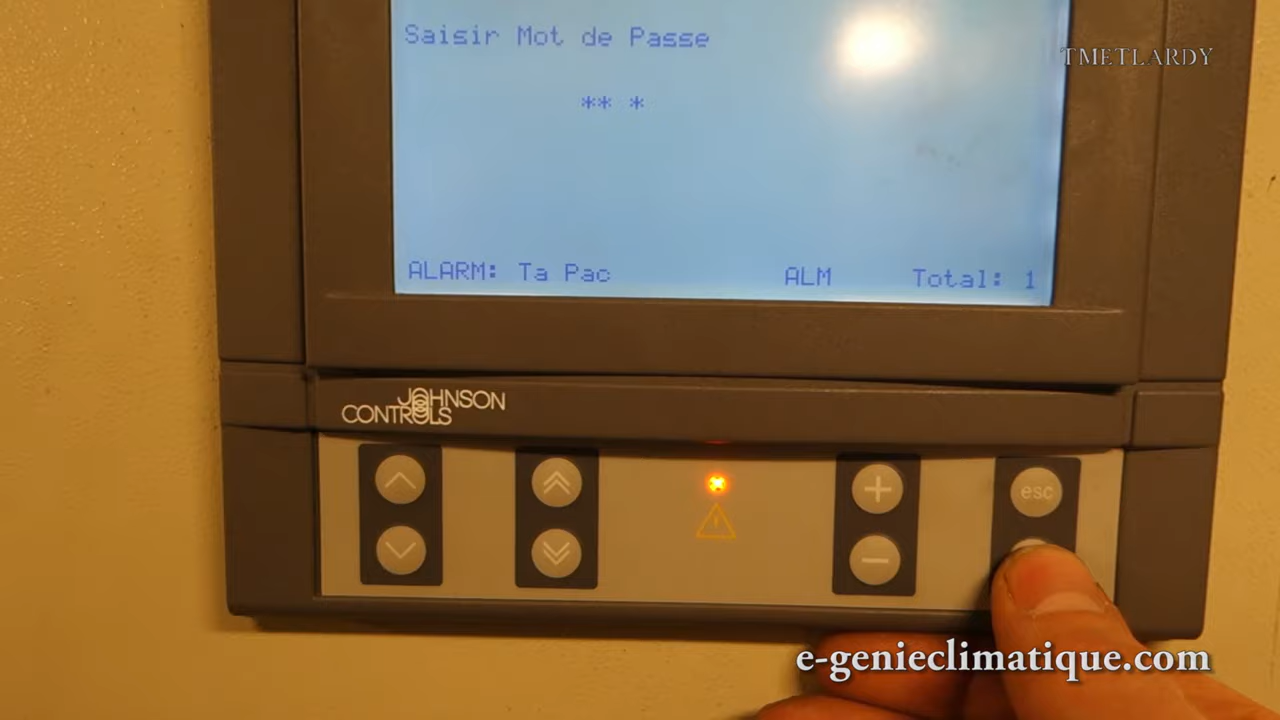 Saisir Mot de Passe
TMETLARDY
** *
ALARM: Ta Pac ALM Total: 1
JOHNSON
CONTROLS
esc
e-genieclimatique.com